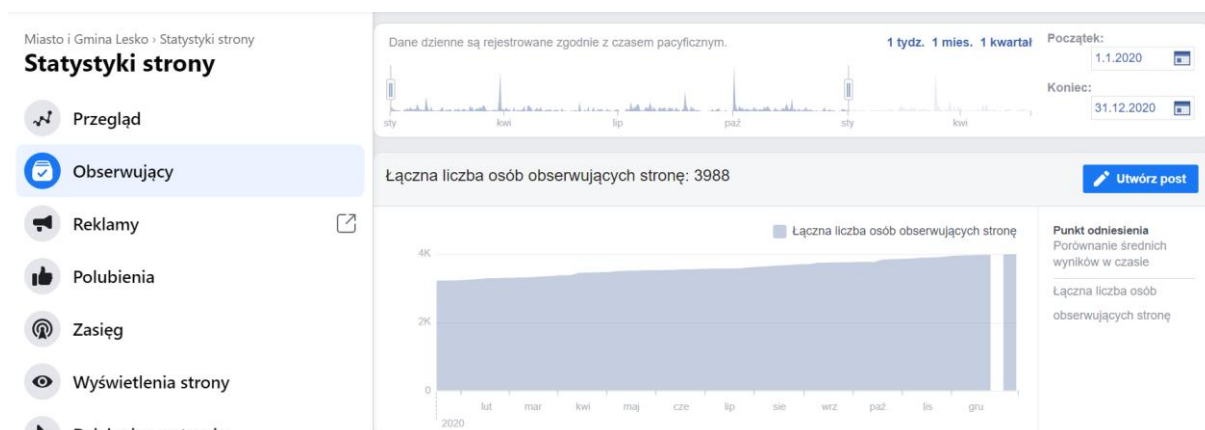 Miasto i Gmina Lesko › Statystyki strony
Statystyki strony
Przegląd
Obserwujący
Reklamy
Polubienia
Zasięg
Wyświetlenia strony
Dane dzienne są rejestrowane zgodnie z czasem pacyficznym.
1 tydz. 1 mies. 1 kwartał
Początek:
1.1.2020
Koniec:
31.12.2020
sty kwi lip paź sty kwi
Łączna liczba osób obserwujących stronę: 3988
Utwórz post
Łączna liczba osób obserwujących stronę
4K
2K
0
lut mar kwi maj cze lip sie wrz paź lis gru
2020
Punkt odniesienia
Porównanie średnich
wyników w czasie
Łączna liczba osób
obserwujących stronę